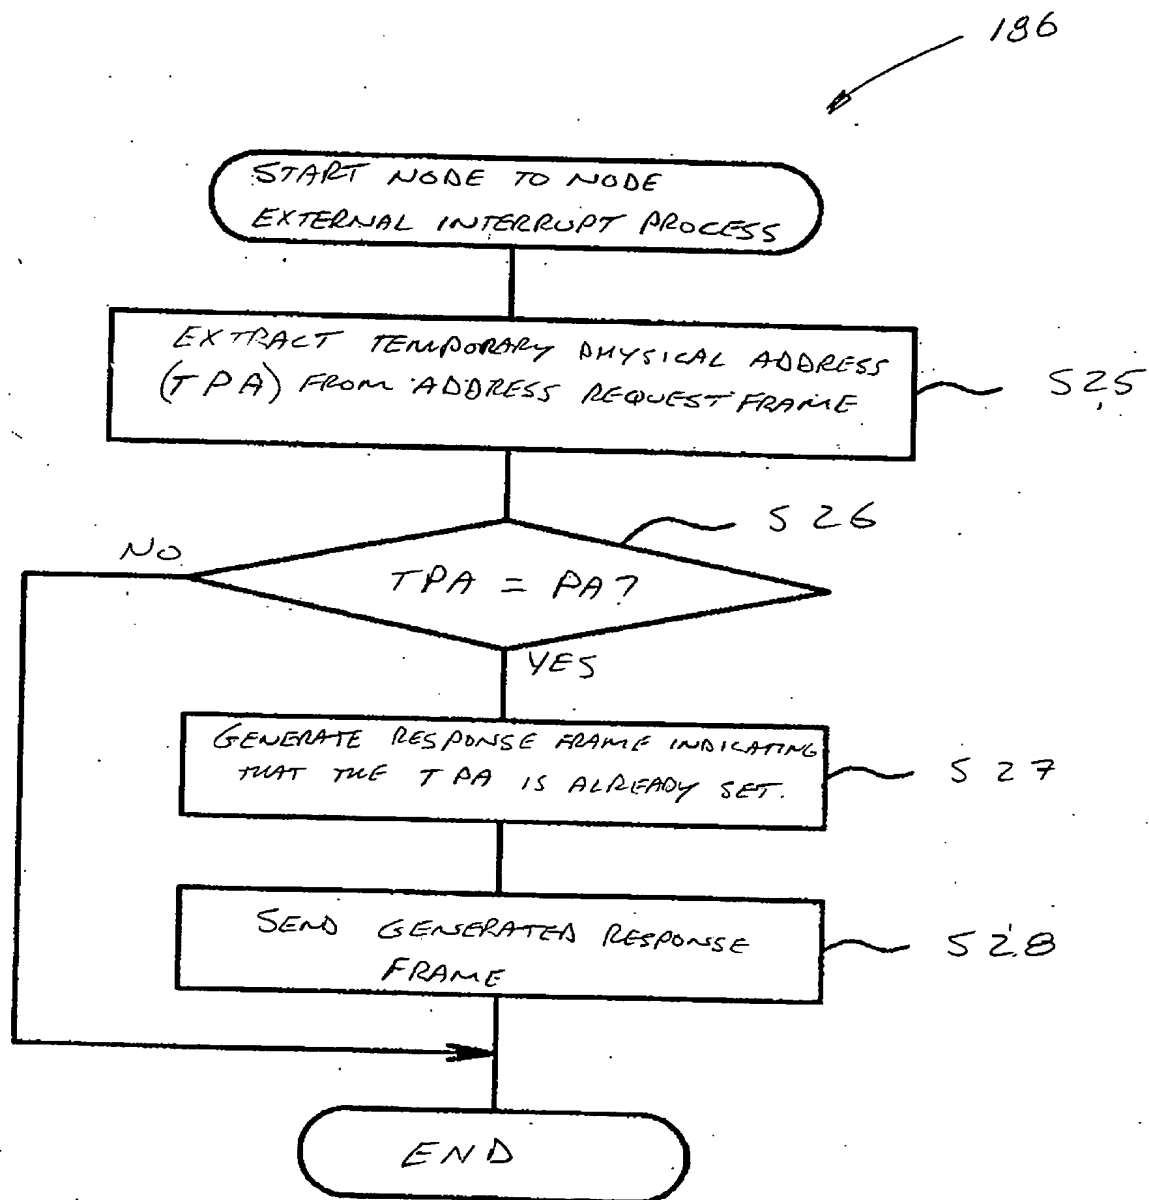 186
START NODE TO NODE
EXTERNAL INTERRUPT PROCESS
EXTRACT TEMPORARY PHYSICAL ADDRESS
(TPA) FROM ADDRESS REQUEST FRAME
S25
S26
NO
TPA = PA?
YES
GENERATE RESPONSE FRAME INDICATING
THAT THE TPA IS ALREADY SET.
S27
SEND GENERATED RESPONSE
FRAME
S28
END